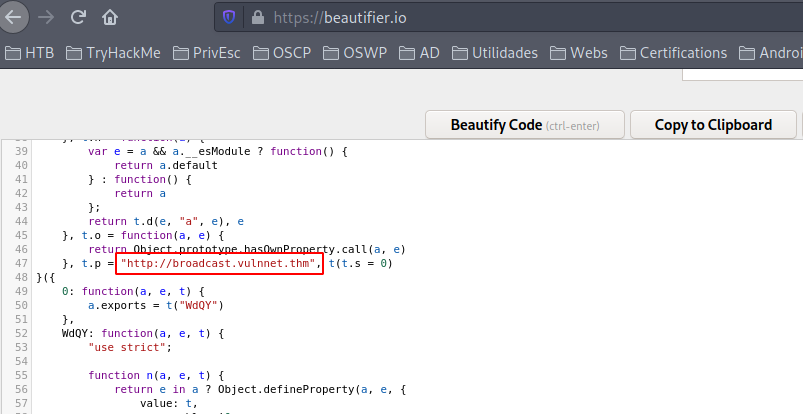 https://beautifier.io
HTB TryHackMe PrivEsc OSCP OSWP AD Utilidades Webs Certifications Androi
Beautify Code (ctrl-enter) Copy to Clipboard
39 var e = a && a.__esModule ? function() {
40 return a.default
41 } : function() {
42 return a
43 };
44 return t.d(e, "a", e), e
45 }, t.o = function(a, e) {
46 return Object.prototype.hasOwnProperty.call(a, e)
47 }, t.p = "http://broadcast.vulnnet.thm", t(t.s = 0)
48 }({
49 0: function(a, e, t) {
50 a.exports = t("WdQY")
51 },
52 WdQY: function(a, e, t) {
53 "use strict";
54
55 function n(a, e, t) {
56 return e in a ? Object.defineProperty(a, e, {
57 value: t,